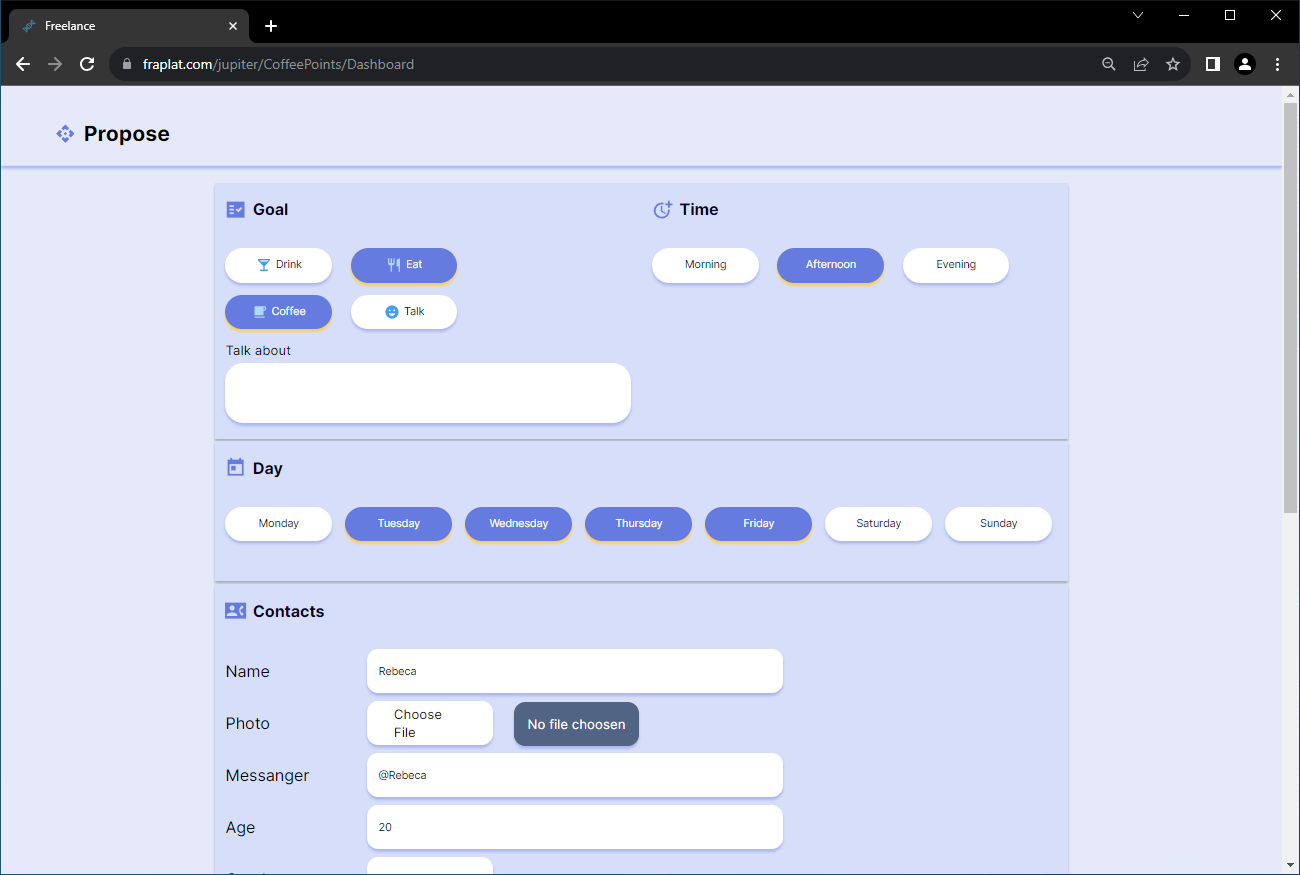 Freelance
fraplat.com/jupiter/CoffeePoints/Dashboard
Propose
Goal
Time
Drink
Eat
Morning
Afternoon
Evening
Coffee
Talk
Talk about
Day
Monday
Tuesday
Wednesday
Thursday
Friday
Saturday
Sunday
Contacts
Name
Rebeca
Photo
Choose
File
No file choosen
Messanger
@Rebeca
Age
20